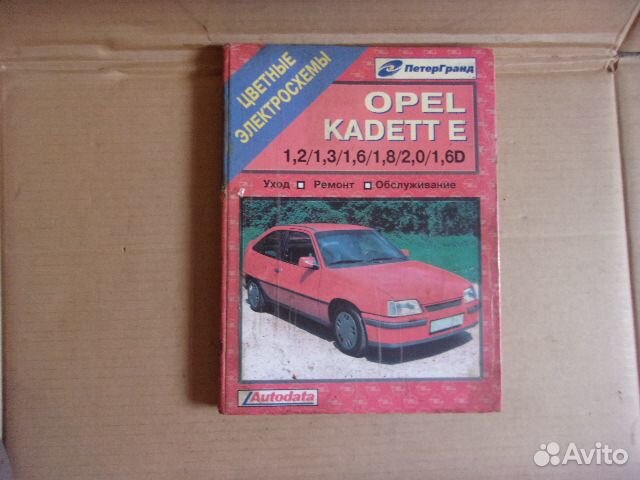 ЦВЕТНЫЕ
ЭЛЕКТРОСХЕМЫ
ПетерГранд
OPEL
KADETT E
1,2/1,3/1,6/1,8/2,0/1,6D
Уход Ремонт Обслуживание
Autodata
Avito